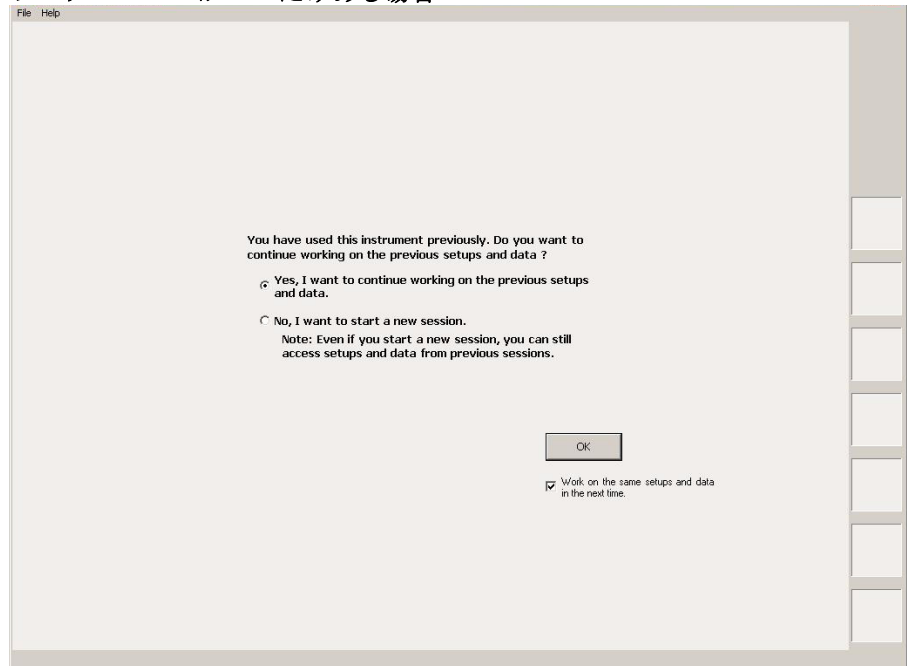 場合
File Help
You have used this instrument previously. Do you want to
continue working on the previous setups and data ?
Yes, I want to continue working on the previous setups
and data.
No, I want to start a new session.
Note: Even if you start a new session, you can still
access setups and data from previous sessions.
OK
Work on the same setups and data
in the next time.